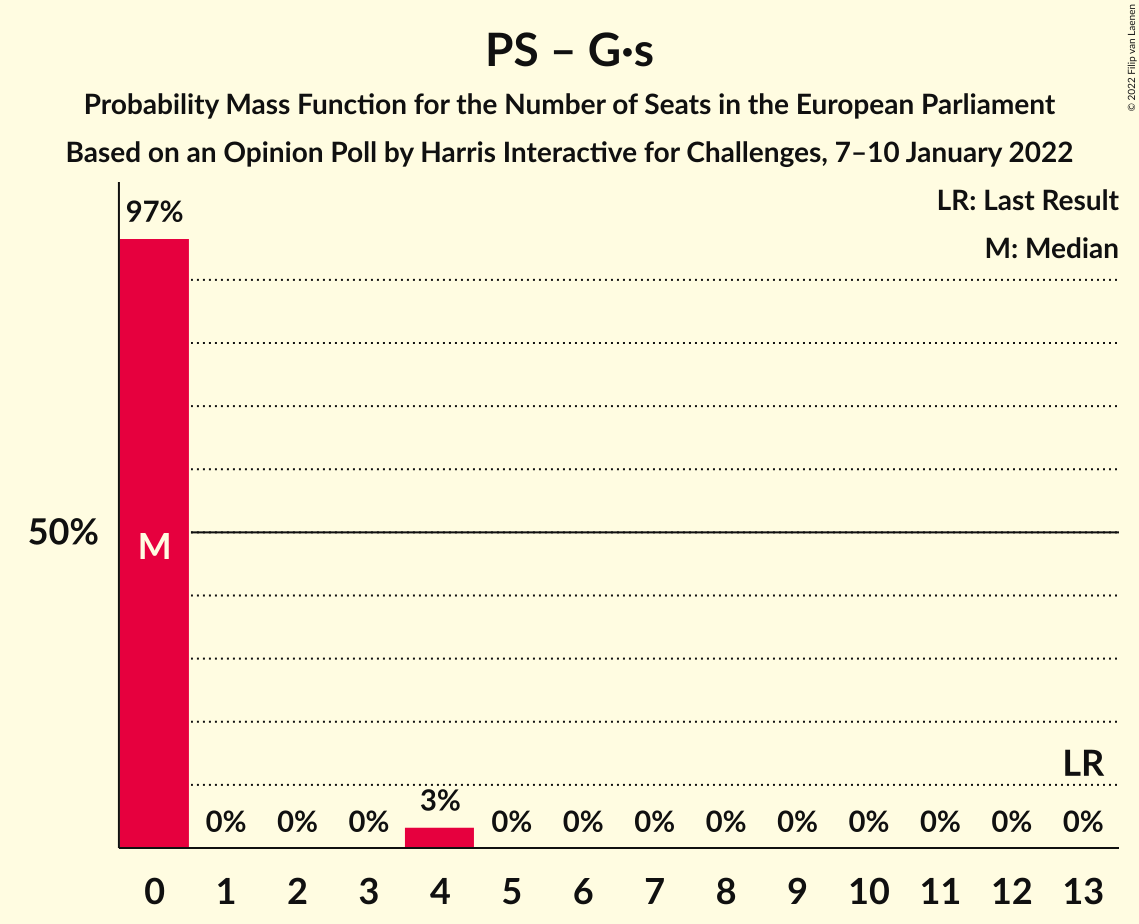 PS – G·s
Probability Mass Function for the Number of Seats in the European Parliament
Based on an Opinion Poll by Harris Interactive for Challenges, 7–10 January 2022
© 2022 Filip van Laenen
LR: Last Result
M: Median
97%
50%
M
LR
3%
0% 0% 0% 0% 0% 0% 0% 0% 0% 0% 0% 0%
0 1 2 3 4 5 6 7 8 9 10 11 12 13